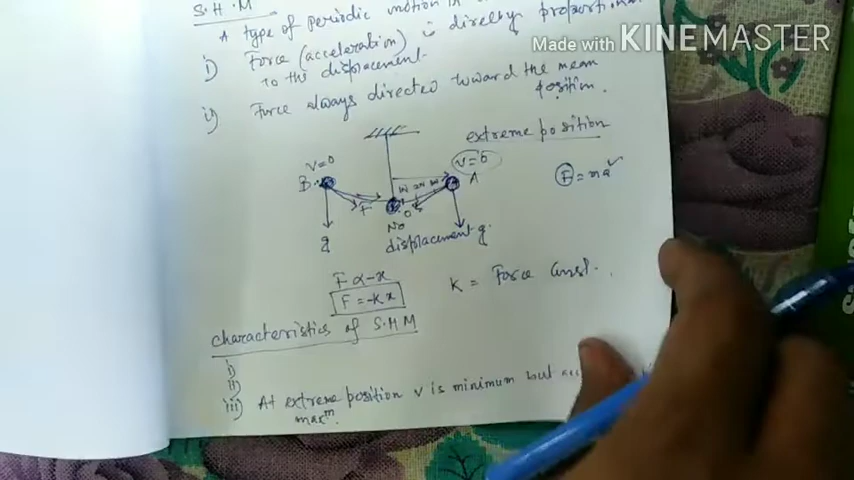 S.H.M
A type of periodic motion in
i) Force (acceleration) is directly proportional
to the displacement.
ii) Force always directed toward the mean
position.
Made with KINEMASTER
extreme position
V=0
v=0
B
A
F = ma
F
O
No
displacement
g
g
F ∝ -x
F = -kx
K = Force Const.
characteristics of S.H.M
i)
ii)
iii) At extreme position v is minimum but
maxm.